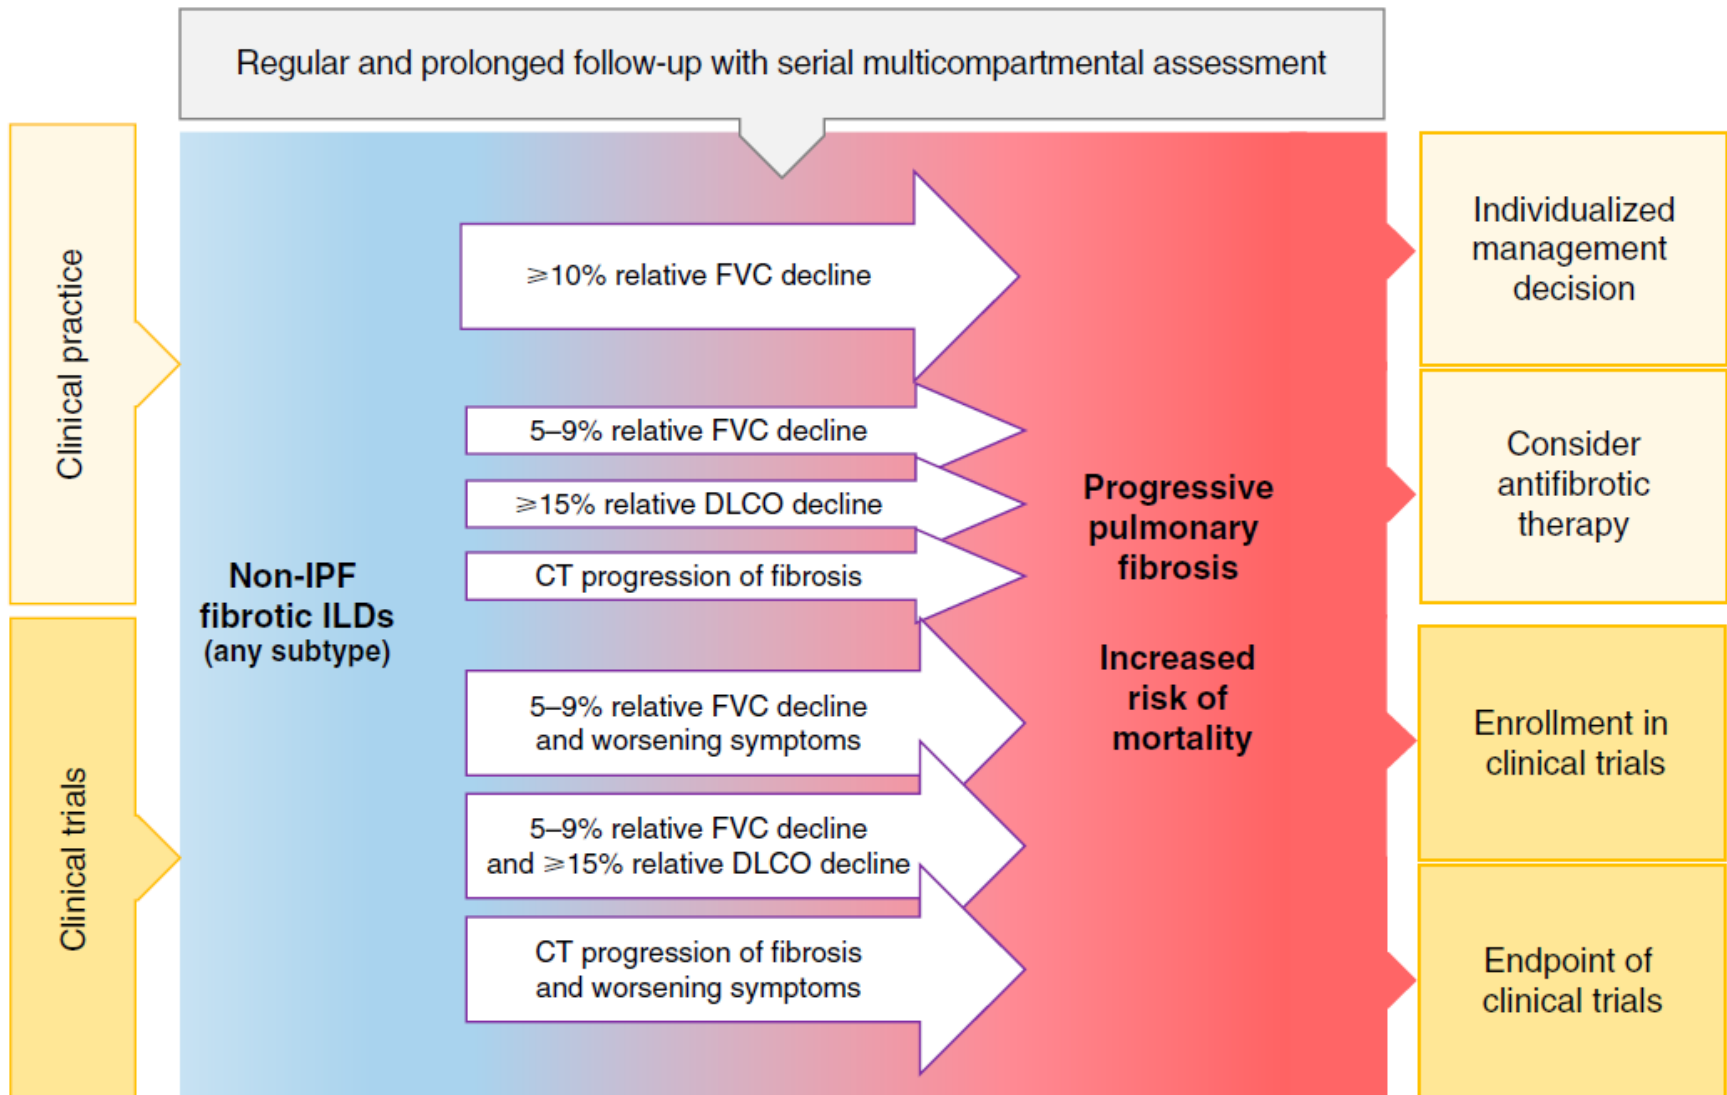 Regular and prolonged follow-up with serial multicompartmental assessment
Clinical practice
Clinical trials
Non-IPF
fibrotic ILDs
(any subtype)
⩾10% relative FVC decline
5–9% relative FVC decline
⩾15% relative DLCO decline
CT progression of fibrosis
5–9% relative FVC decline
and worsening symptoms
5–9% relative FVC decline
and ⩾15% relative DLCO decline
CT progression of fibrosis
and worsening symptoms
Progressive
pulmonary
fibrosis
Increased
risk of
mortality
Individualized
management
decision
Consider
antifibrotic
therapy
Enrollment in
clinical trials
Endpoint of
clinical trials